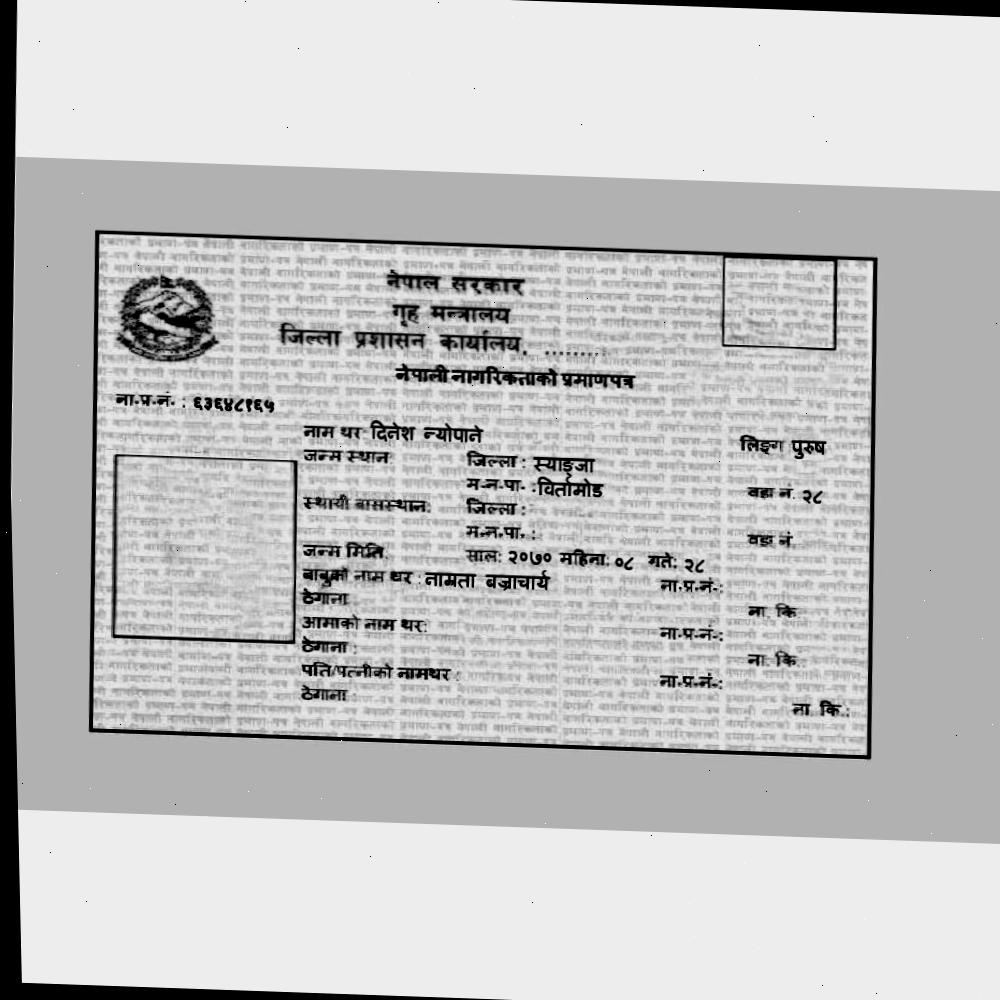 नेपाल सरकार
गृह मन्त्रालय
जिल्ला प्रशासन कार्यालय, .........
नेपाली नागरिकताको प्रमाणपत्र
ना.प्र.नं. : ६३६४८१६५
नाम थर: दिनेश न्योपाने लिङ्ग पुरुष
जन्म स्थान: जिल्ला : स्याङ्जा
म.न.पा. :विर्तामोड वडा नं. २८
स्थायी बासस्थान: जिल्ला :
म.न.पा. : वडा नं.
जन्म मिति: साल: २०७० महिना: ०८ गते: २८
बाबुको नाम थर : नाम्रता बज्राचार्य ना.प्र.नं.:
ठेगाना ना. कि
आमाको नाम थर: ना.प्र.नं.:
ठेगाना : ना. कि.:
पति/पत्नीको नामथर : ना.प्र.नं.:
ठेगाना : ना. कि.: